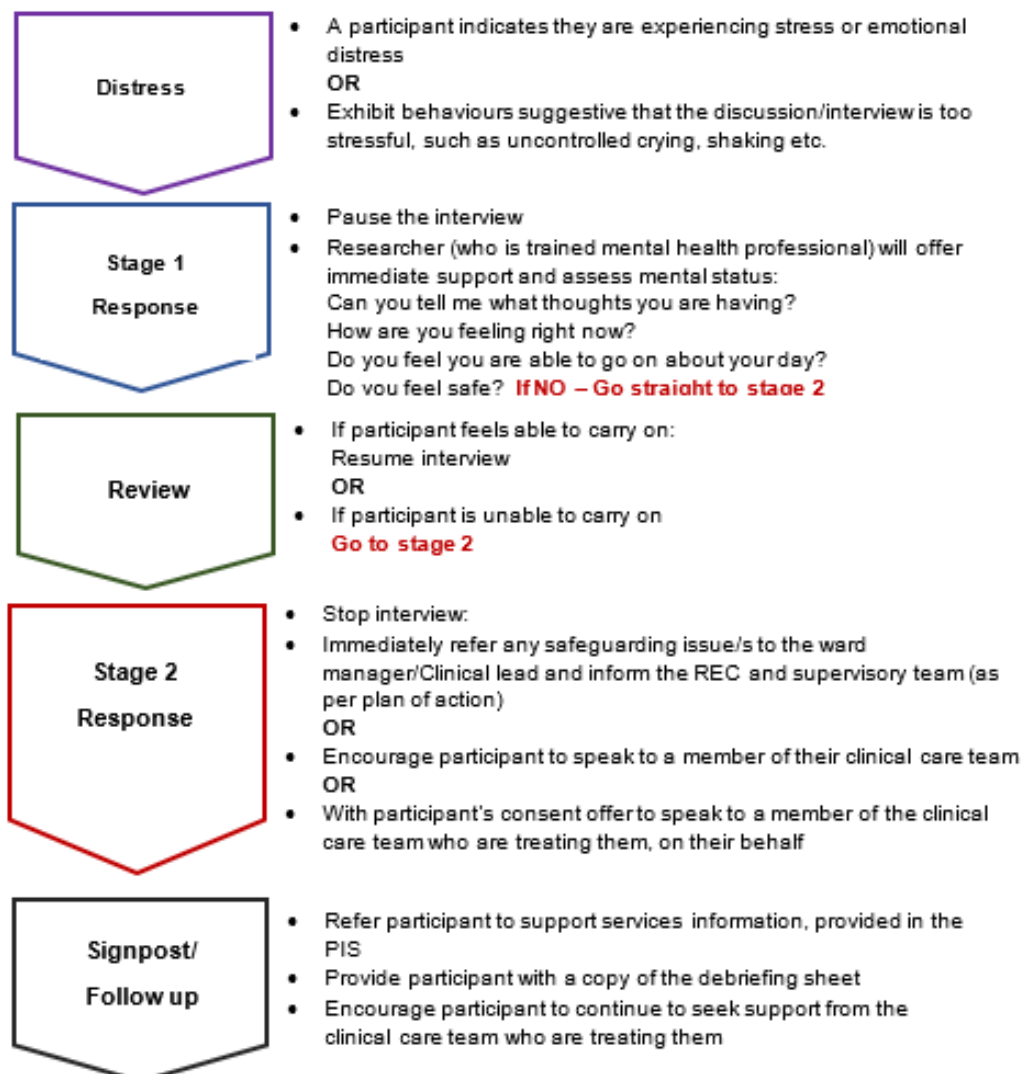 Distress
• A participant indicates they are experiencing stress or emotional
distress
OR
• Exhibit behaviours suggestive that the discussion/interview is too
stressful, such as uncontrolled crying, shaking etc.
Stage 1
Response
• Pause the interview
• Researcher (who is trained mental health professional) will offer
immediate support and assess mental status:
Can you tell me what thoughts you are having?
How are you feeling right now?
Do you feel you are able to go on about your day?
Do you feel safe? If NO – Go straight to stage 2
Review
• If participant feels able to carry on:
Resume interview
OR
• If participant is unable to carry on
Go to stage 2
Stage 2
Response
• Stop interview:
• Immediately refer any safeguarding issue/s to the ward
manager/Clinical lead and inform the REC and supervisory team (as
per plan of action)
OR
• Encourage participant to speak to a member of their clinical care team
OR
• With participant's consent offer to speak to a member of the clinical
care team who are treating them, on their behalf
Signpost/
Follow up
• Refer participant to support services information, provided in the
PIS
• Provide participant with a copy of the debriefing sheet
• Encourage participant to continue to seek support from the
clinical care team who are treating them